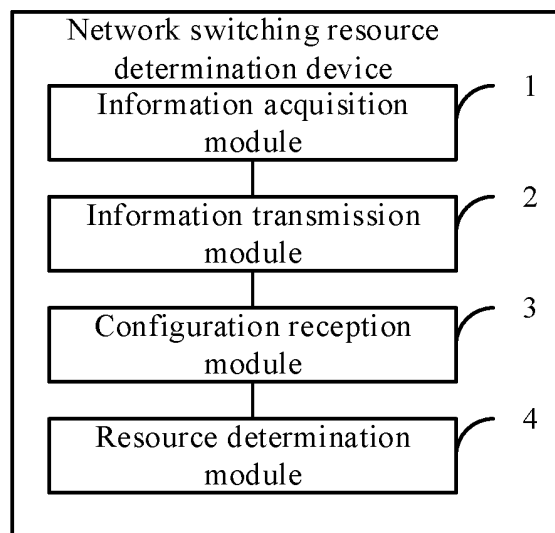 Network switching resource
determination device
Information acquisition
module
1
Information transmission
module
2
Configuration reception
module
3
Resource determination
module
4